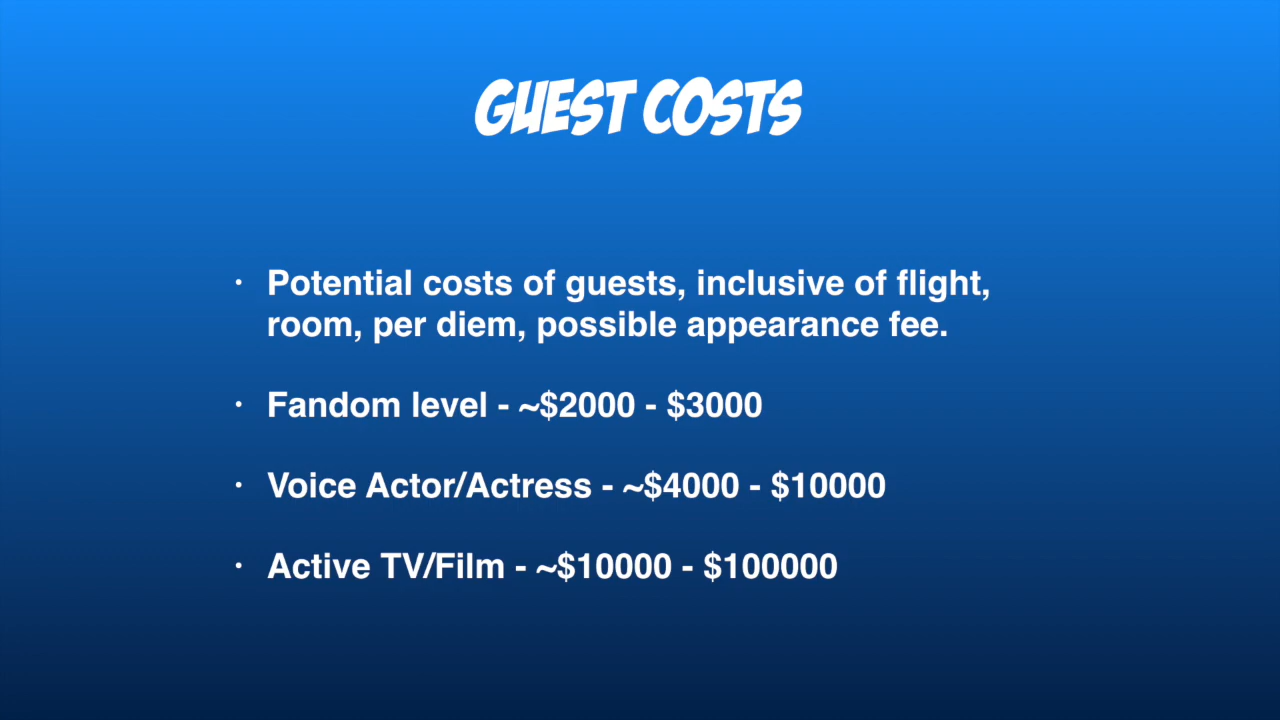 GUEST COSTS
• Potential costs of guests, inclusive of flight,
room, per diem, possible appearance fee.
• Fandom level - ~$2000 - $3000
• Voice Actor/Actress - ~$4000 - $10000
• Active TV/Film - ~$10000 - $100000